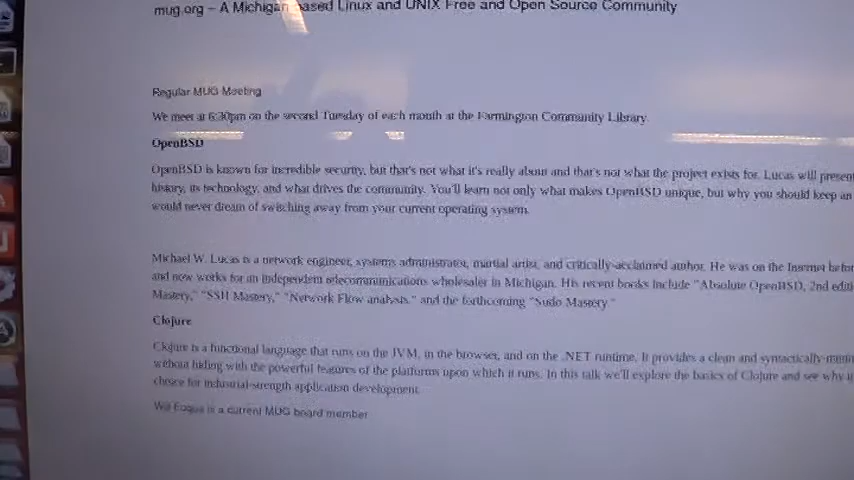 mug.org – A Michigan based Linux and UNIX Free and Open Source Community
Regular MUG Meeting
We meet at 6:30pm on the second Tuesday of each month at the Farmington Community Library.
OpenBSD
OpenBSD is known for incredible security, but that's not what it's really about and that's not what the project exists for. Lucas will present
history, its technology, and what drives the community. You'll learn not only what makes OpenBSD unique, but why you should keep an
would never dream of switching away from your current operating system.
Michael W. Lucas is a network engineer, systems administrator, martial artist, and critically-acclaimed author. He was on the Internet befor
and now works for an independent telecommunications wholesaler in Michigan. His recent books include "Absolute OpenBSD, 2nd editi
Mastery," "SSH Mastery," "Network Flow analysis," and the forthcoming "Sudo Mastery."
Clojure
Clojure is a functional language that runs on the JVM, in the browser, and on the .NET runtime. It provides a clean and syntactically-minim
without hiding with the powerful features of the platforms upon which it runs. In this talk we'll explore the basics of Clojure and see why it
choice for industrial-strength application development.
is a current MUG board member